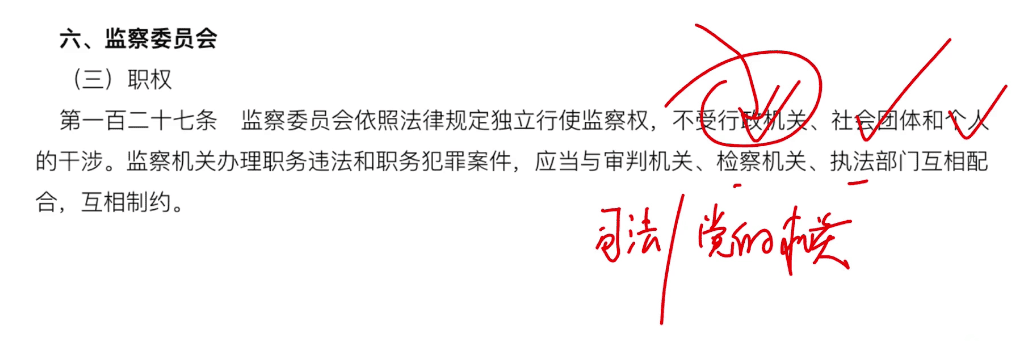 六、监察委员会
（三）职权
第一百二十七条　监察委员会依照法律规定独立行使监察权，不受行政机关、社会团体和个人
的干涉。监察机关办理职务违法和职务犯罪案件，应当与审判机关、检察机关、执法部门互相配
合，互相制约。
司法/党的机关